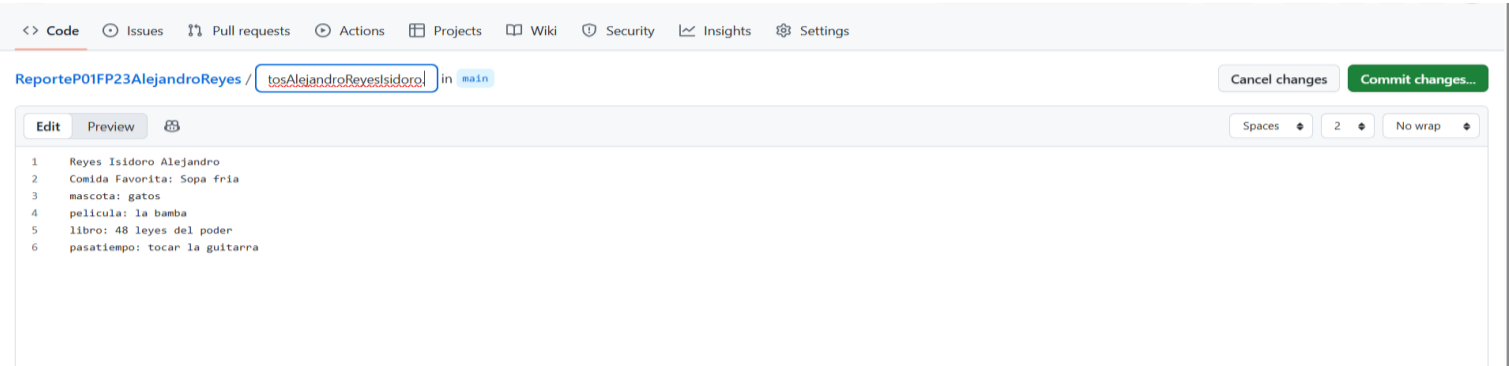 <> Code Issues Pull requests Actions Projects Wiki Security Insights Settings
ReporteP01FP23AlejandroReyes / tosAlejandroReyesIsidoro. in main Cancel changes Commit changes...
Edit Preview Spaces 2 No wrap
1 Reyes Isidoro Alejandro
2 Comida Favorita: Sopa fria
3 mascota: gatos
4 pelicula: la bamba
5 libro: 48 leyes del poder
6 pasatiempo: tocar la guitarra